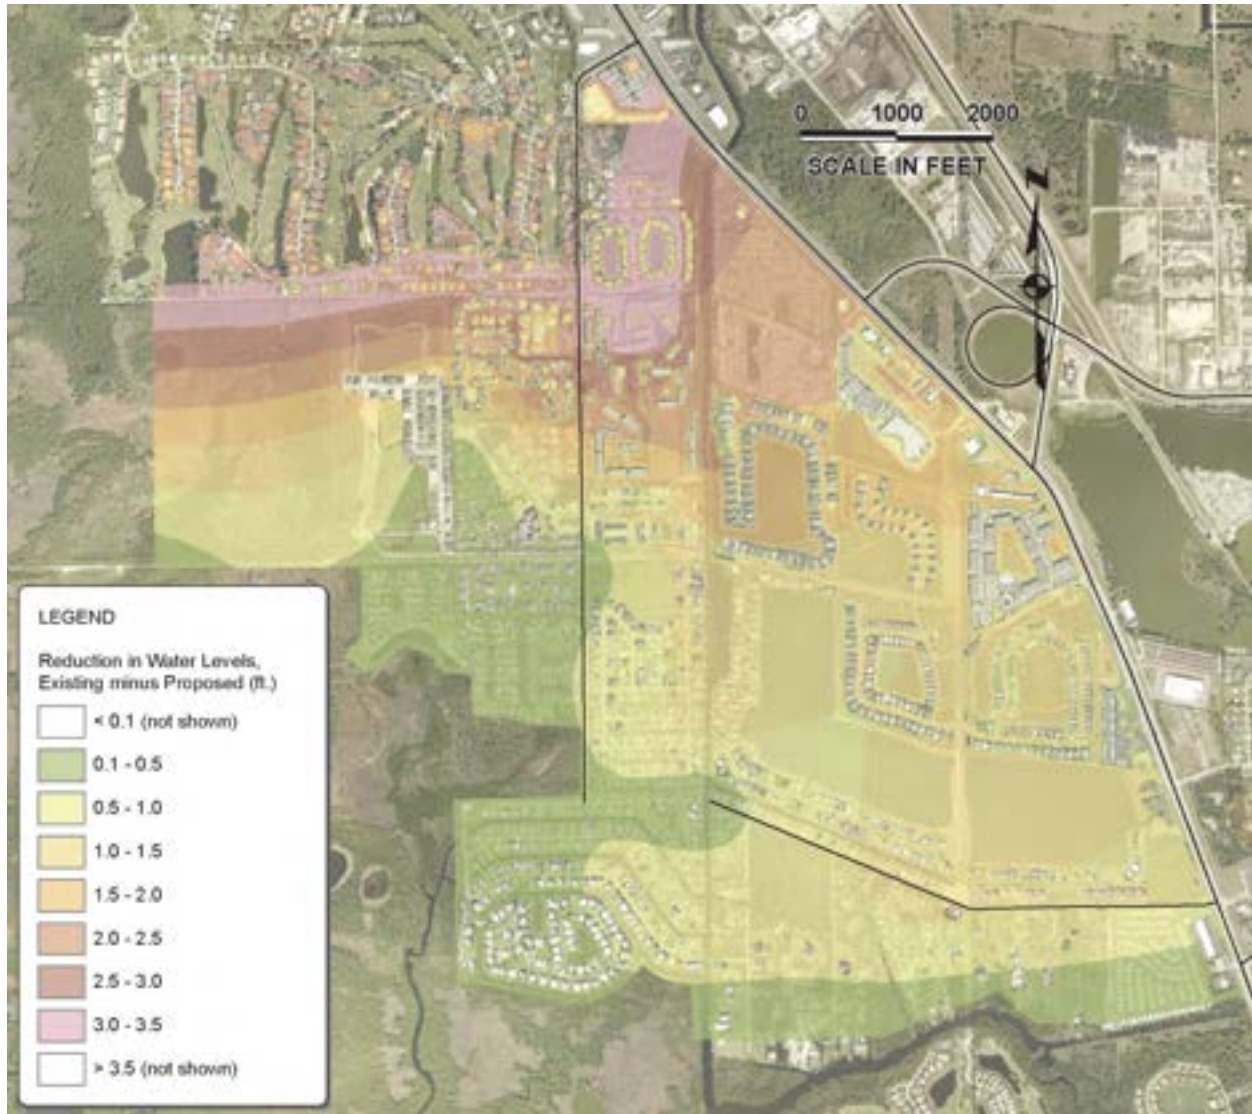 0 1000 2000
SCALE IN FEET
N
LEGEND
Reduction in Water Levels,
Existing minus Proposed (ft.)
< 0.1 (not shown)
0.1 - 0.5
0.5 - 1.0
1.0 - 1.5
1.5 - 2.0
2.0 - 2.5
2.5 - 3.0
3.0 - 3.5
> 3.5 (not shown)